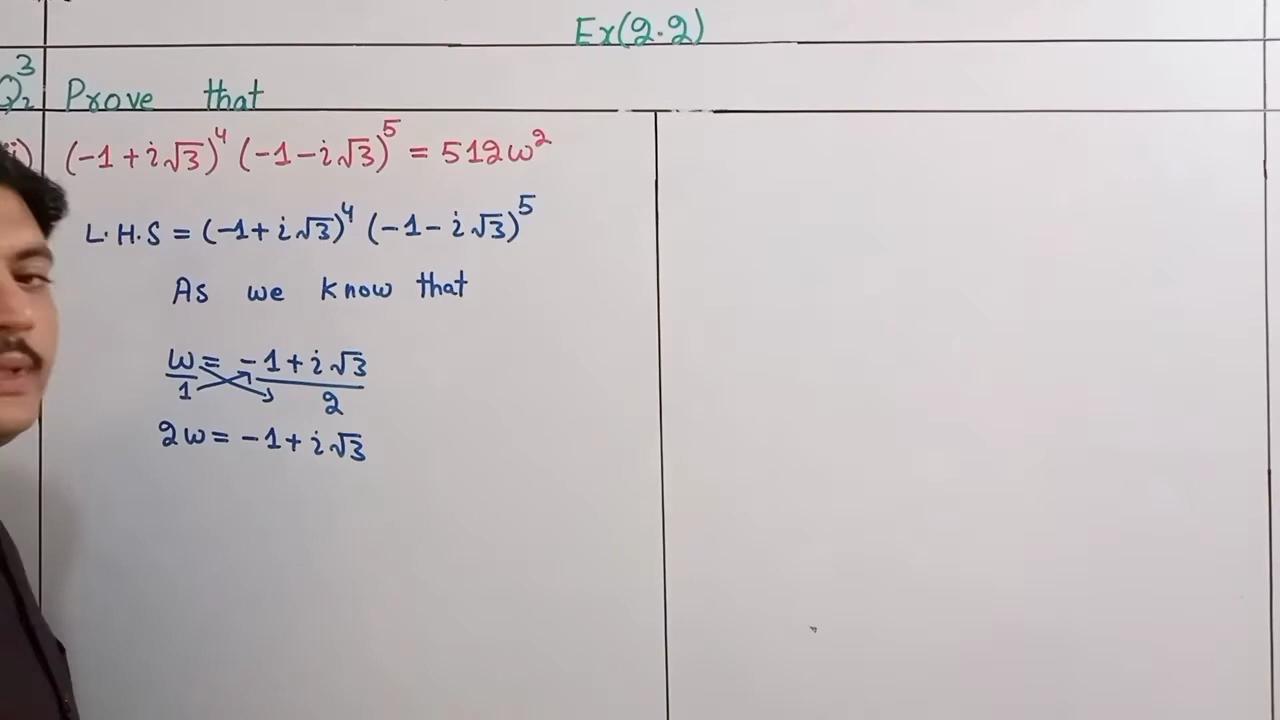 Ex(2.2)
Q3 Prove that
(-1+i√3)⁴ (-1-i√3)⁵ = 512ω²
L.H.S = (-1+i√3)⁴ (-1-i√3)⁵
As we know that
ω/1 = (-1+i√3)/2
2ω = -1+i√3